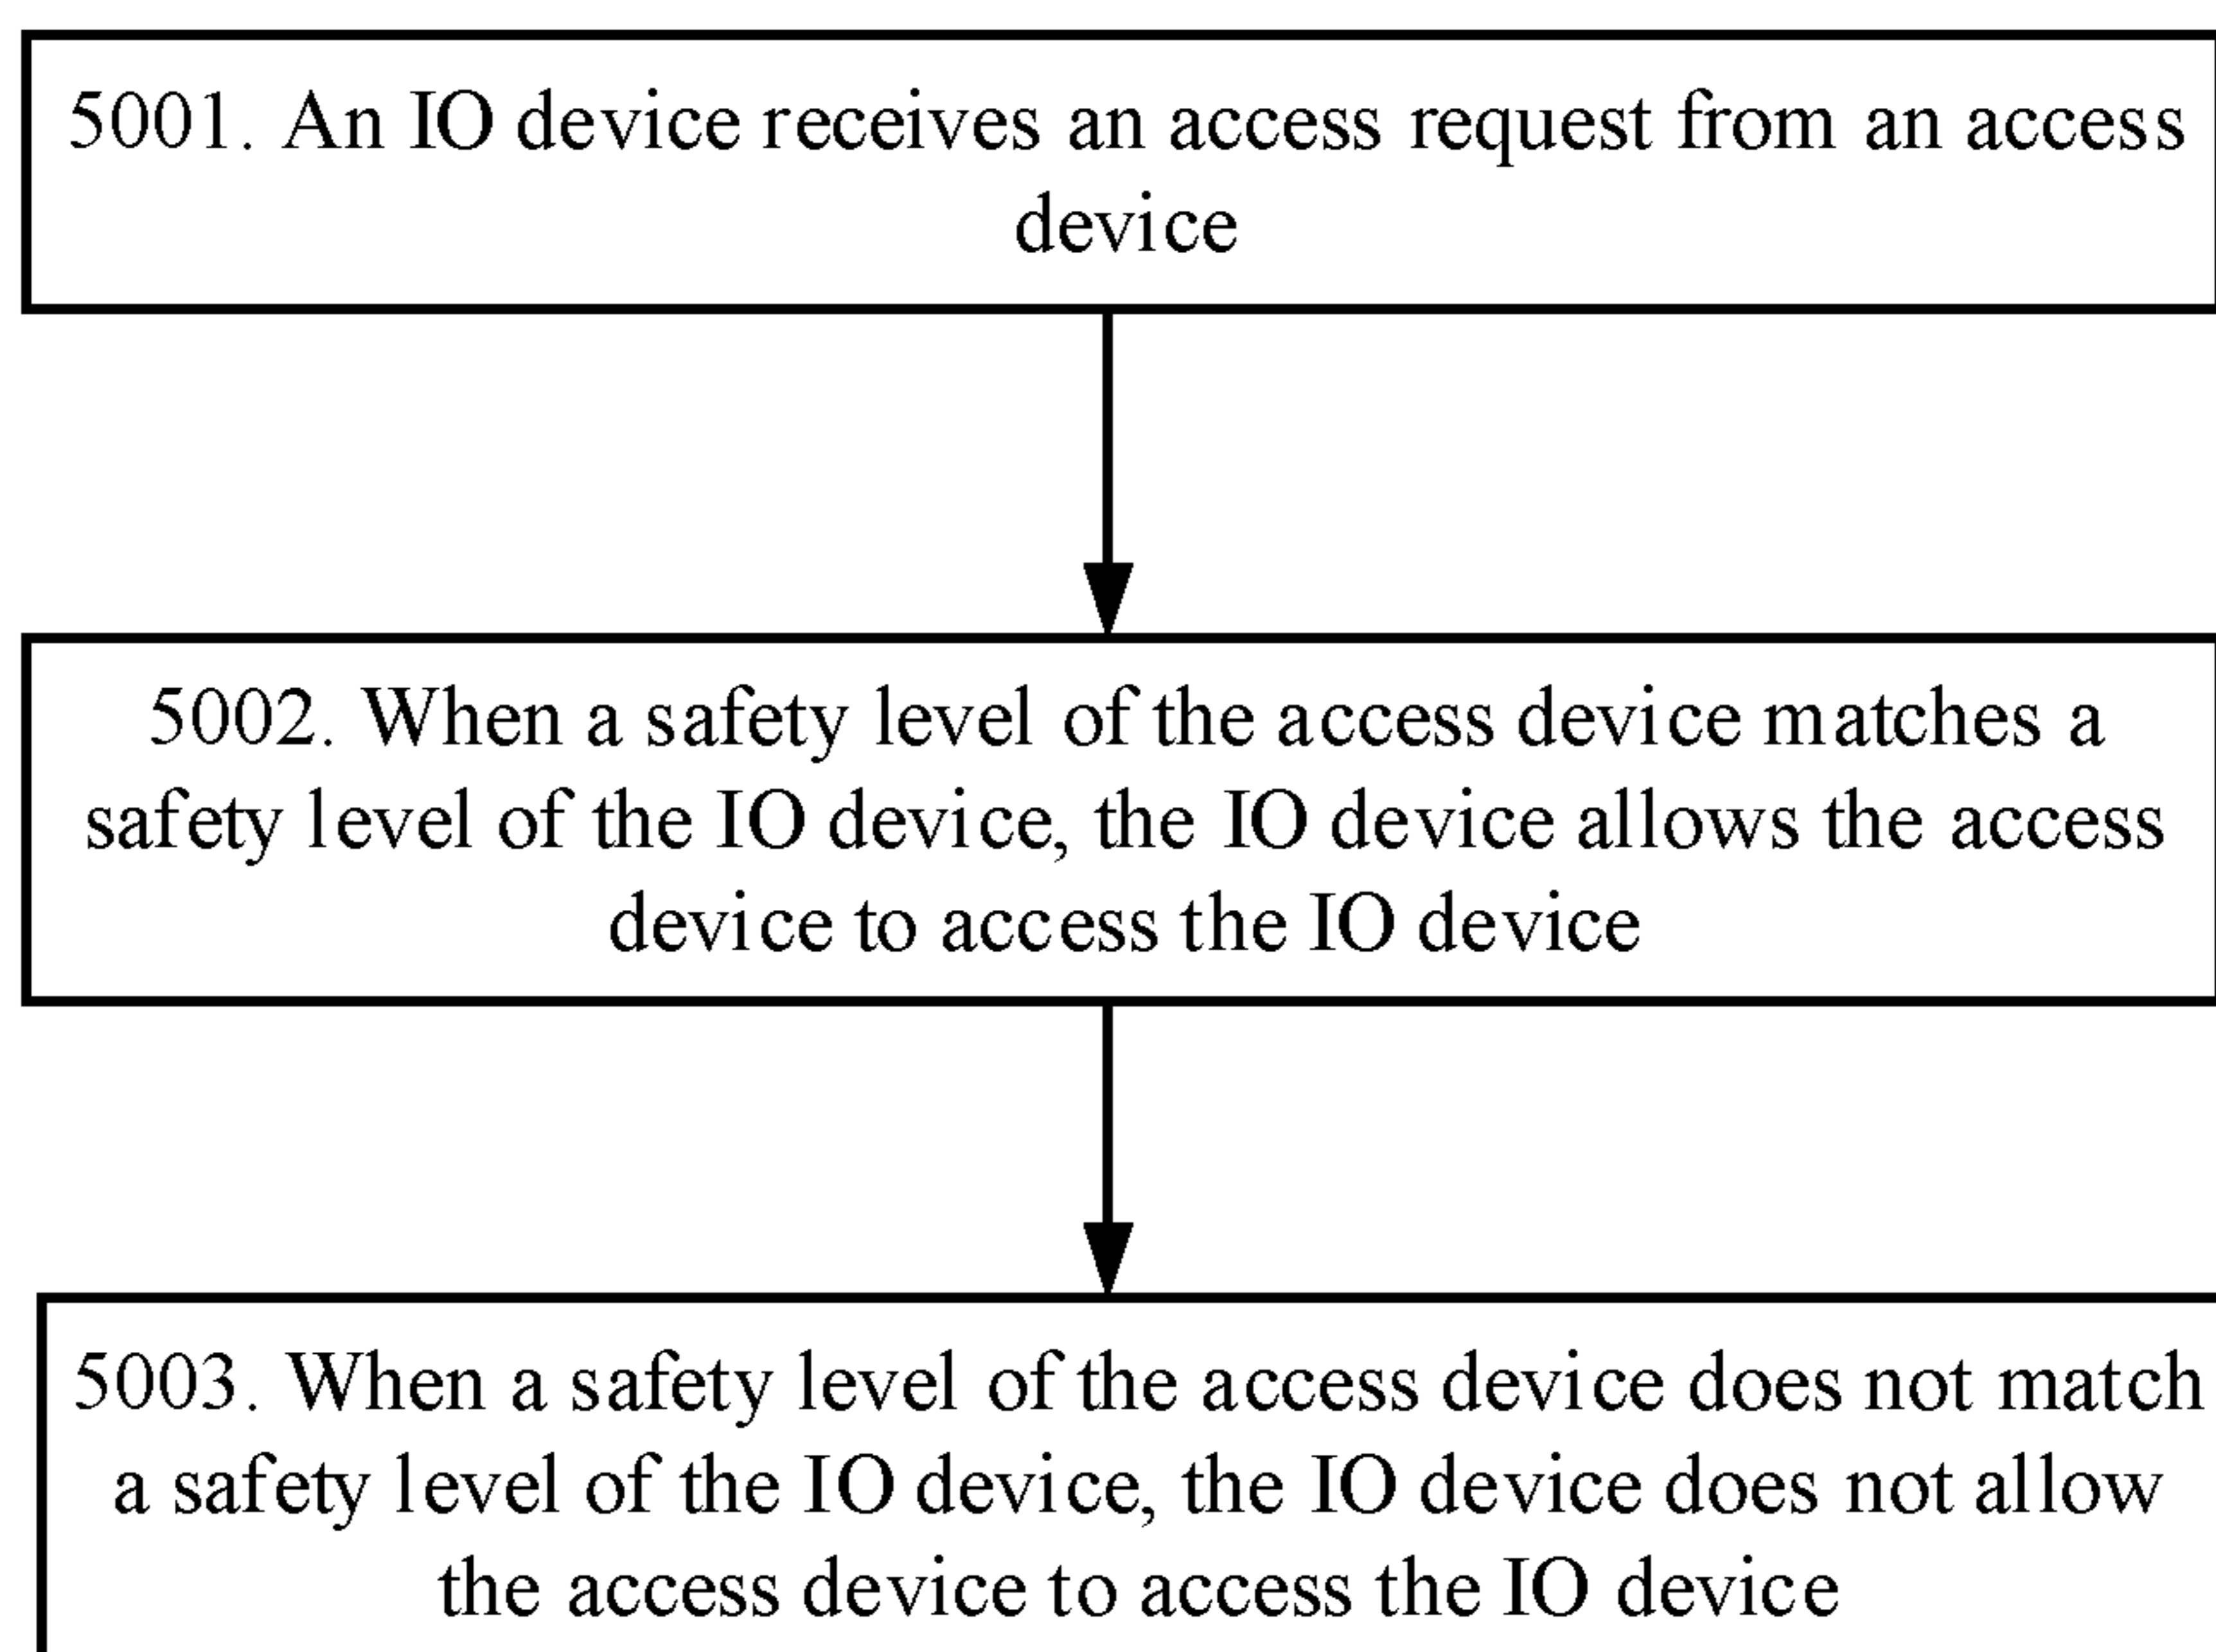 5001. An IO device receives an access request from an access
device
5002. When a safety level of the access device matches a
safety level of the IO device, the IO device allows the access
device to access the IO device
5003. When a safety level of the access device does not match
a safety level of the IO device, the IO device does not allow
the access device to access the IO device